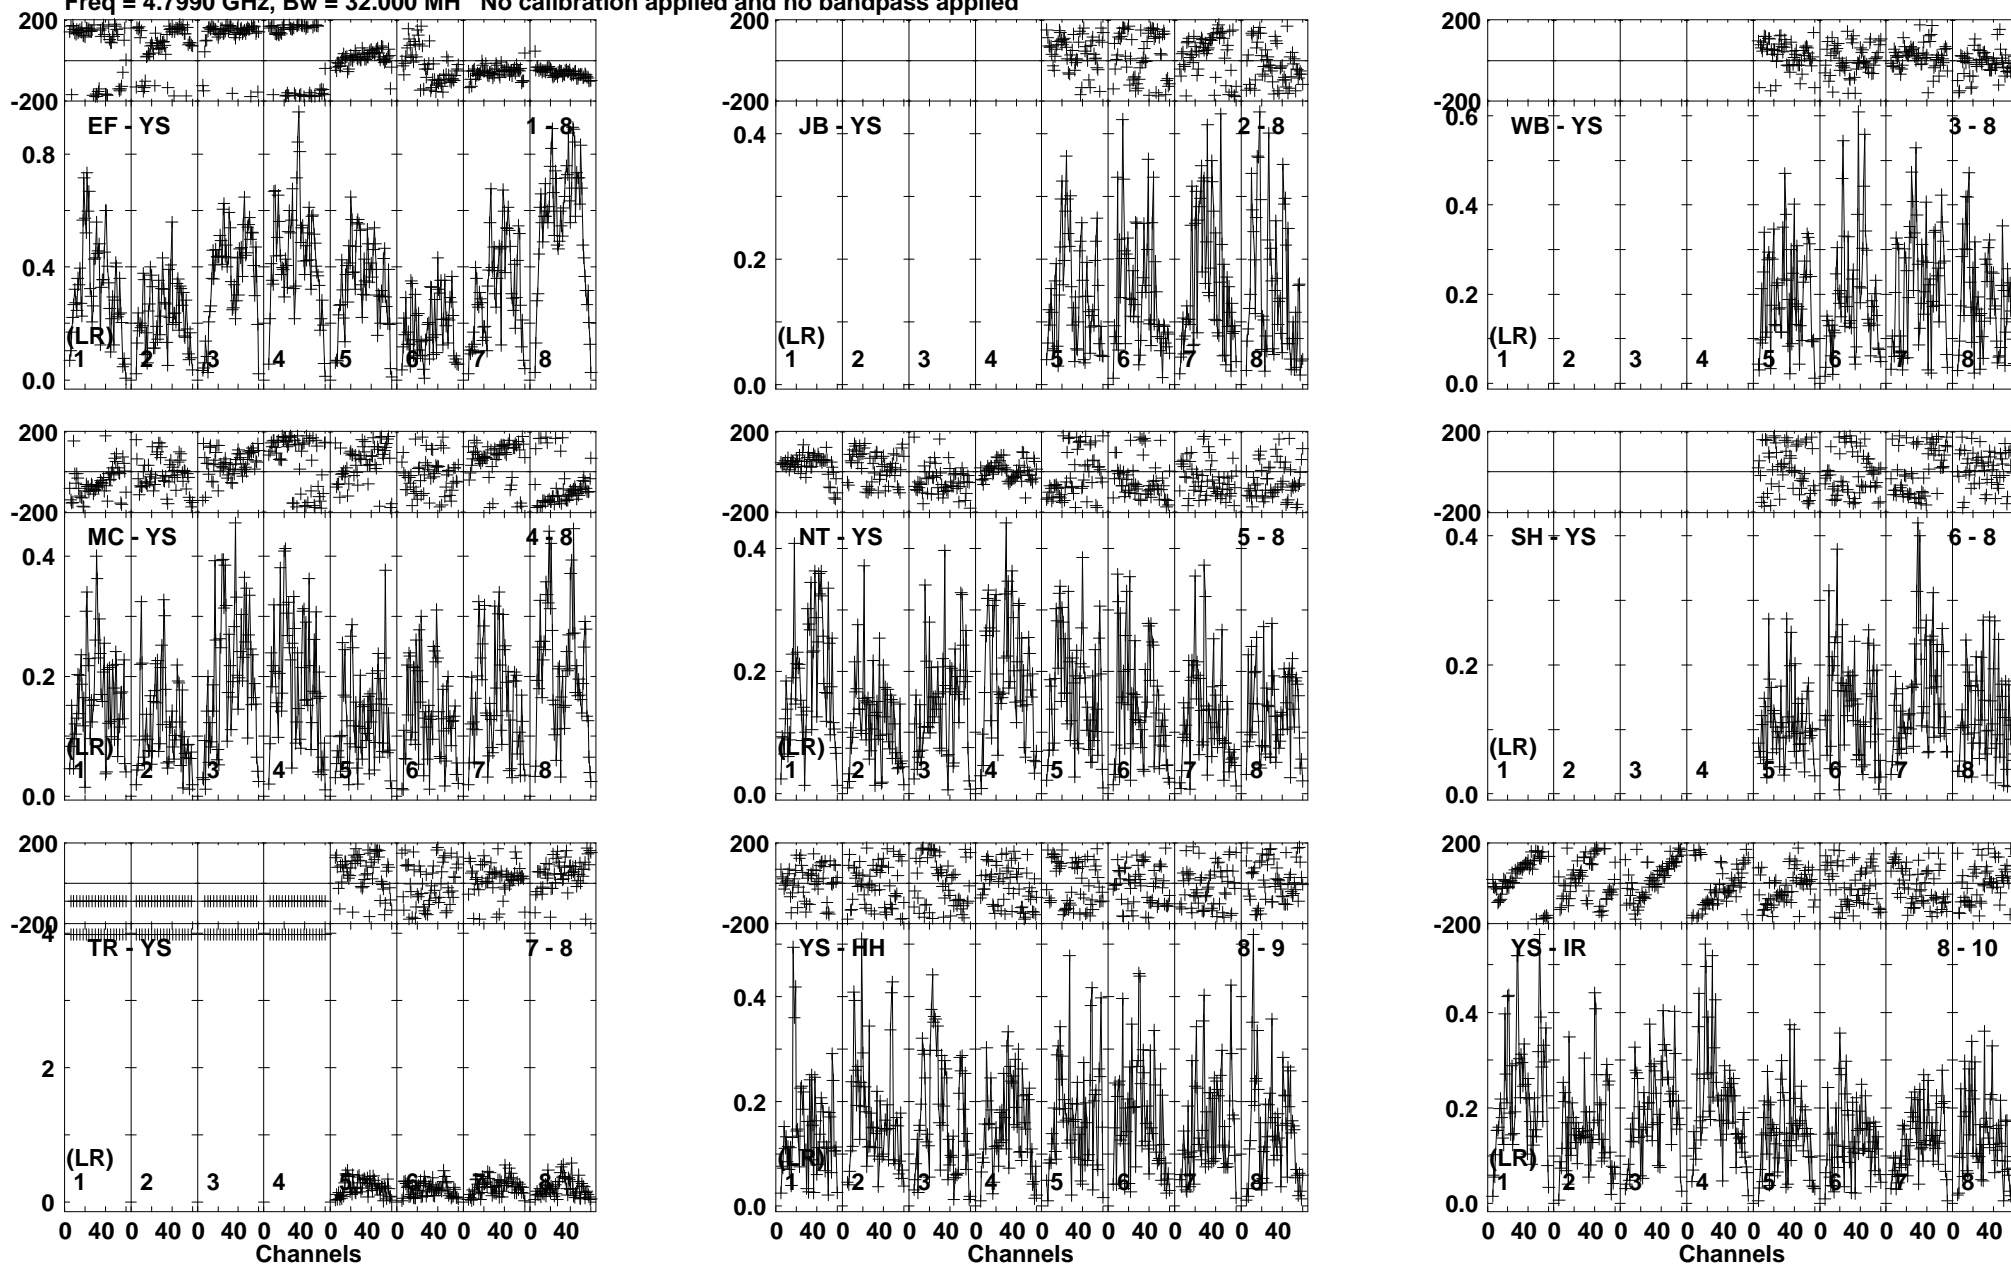 Freq = 4.7990 GHz, Bw = 32.000 MH No calibration applied and no bandpass applied
200 200 200
-200 -200 -200
EF - YS 1 - 8 JB - YS 2 - 8 WB - YS 3 - 8
0.8 0.4 0.6
0.4 0.2 0.4
0.2
(LR) (LR) (LR)
1 2 3 4 5 6 7 8 1 2 3 4 5 6 7 8 1 2 3 4 5 6 7 8
0.0 0.0 0.0
200 200 200
-200 -200 -200
MC - YS 4 - 8 NT - YS 5 - 8 SH - YS 6 - 8
0.4 0.4 0.4
0.2 0.2 0.2
(LR) (LR) (LR)
1 2 3 4 5 6 7 8 1 2 3 4 5 6 7 8 1 2 3 4 5 6 7 8
0.0 0.0 0.0
200 200 200
-200 -200 -200
4
TR - YS 7 - 8 YS - HH 8 - 9 YS - IR 8 - 10
0.4 0.4
2 0.2 0.2
(LR) (LR) (LR)
1 2 3 4 5 6 7 8 1 2 3 4 5 6 7 8 1 2 3 4 5 6 7 8
0 0.0 0.0
0 40 0 40 0 40 0 40 0 40 0 40 0 40 0 40 0 40 0 40 0 40 0 40 0 40 0 40 0 40 0 40 0 40 0 40 0 40 0 40 0 40 0 40 0 40 0 40
Channels Channels Channels